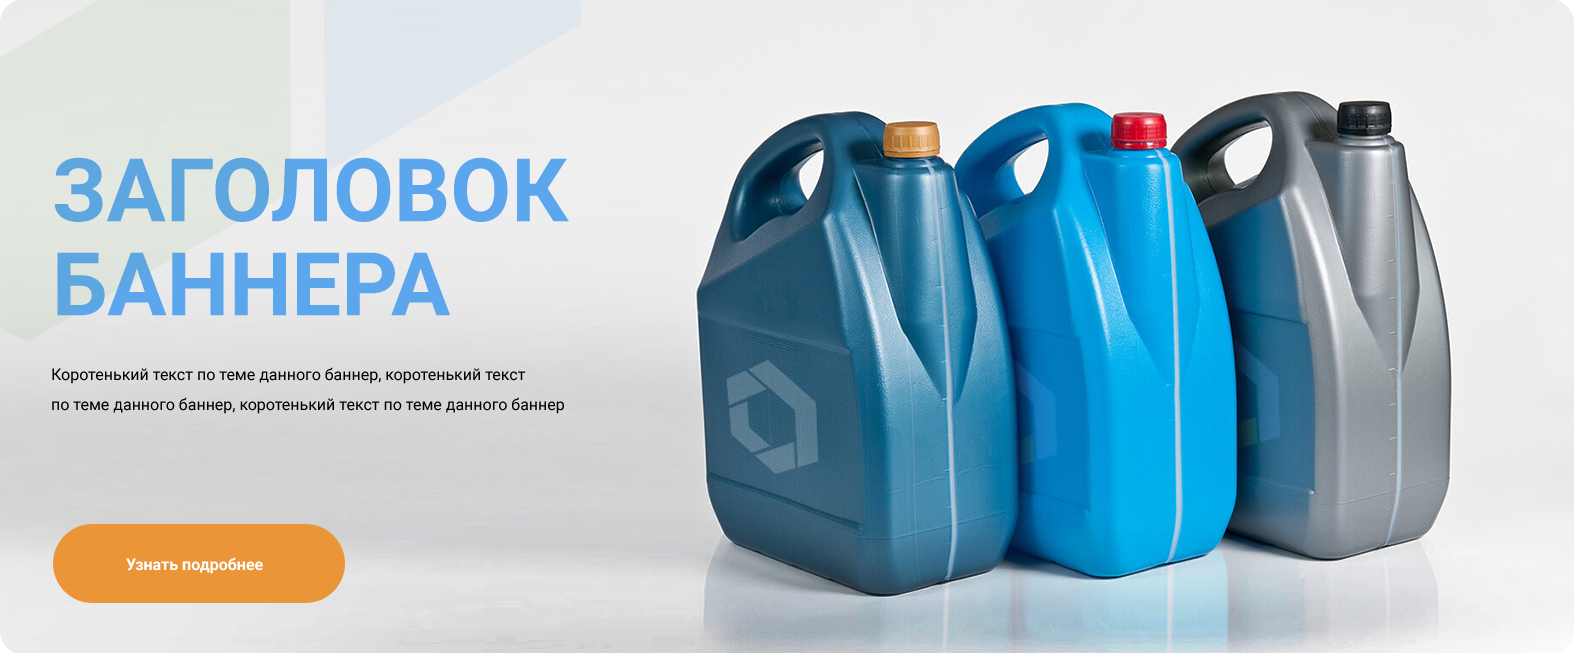 ЗАГОЛОВОК
БАННЕРА
Коротенький текст по теме данного баннер, коротенький текст
по теме данного баннер, коротенький текст по теме данного баннер
Узнать подробнее